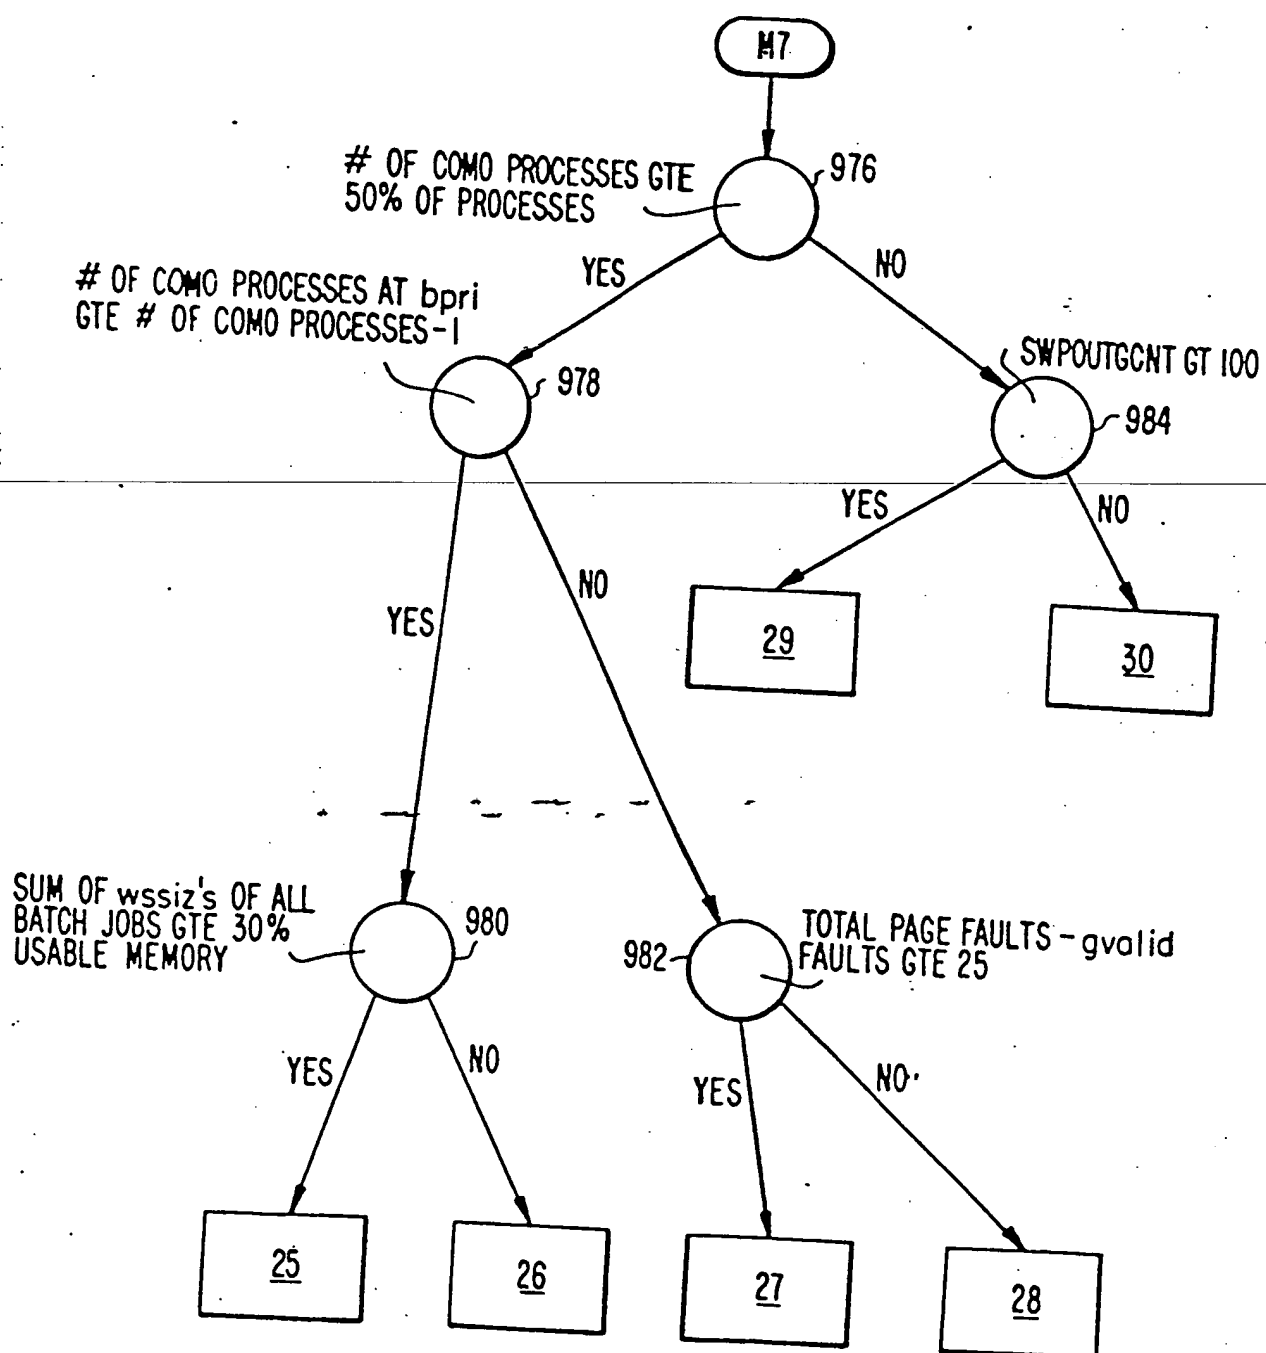 M7
# OF COMO PROCESSES GTE
50% OF PROCESSES
976
YES
NO
# OF COMO PROCESSES AT bpri
GTE # OF COMO PROCESSES-1
978
SWPOUTGCNT GT 100
984
YES
NO
YES
NO
29
30
SUM OF wssiz's OF ALL
BATCH JOBS GTE 30%
USABLE MEMORY
980
982
TOTAL PAGE FAULTS - gvalid
FAULTS GTE 25
YES
NO
YES
NO
25
26
27
28